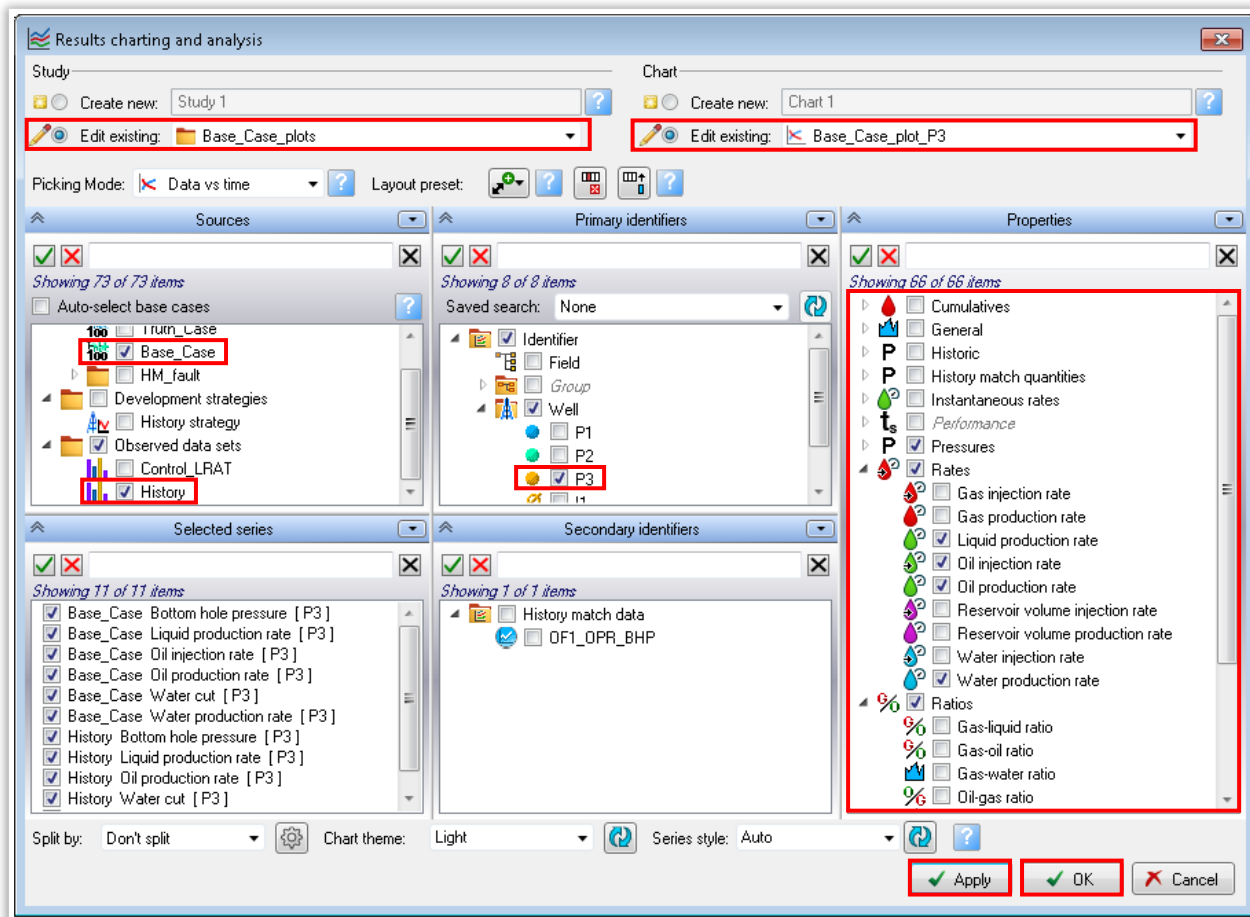 Results charting and analysis
Study
Chart
Create new: Study 1
Create new: Chart 1
Edit existing: Base_Case_plots
Edit existing: Base_Case_plot_P3
Picking Mode: Data vs time Layout preset:
Sources
Showing 73 of 73 items
Auto-select base cases
Truth_Case
Base_Case
HM_fault
Development strategies
History strategy
Observed data sets
Control_LRAT
History
Primary identifiers
Showing 8 of 8 items
Saved search: None
Identifier
Field
Group
Well
P1
P2
P3
I1
Properties
Showing 66 of 66 items
Cumulatives
General
Historic
History match quantities
Instantaneous rates
Performance
Pressures
Rates
Gas injection rate
Gas production rate
Liquid production rate
Oil injection rate
Oil production rate
Reservoir volume injection rate
Reservoir volume production rate
Water injection rate
Water production rate
Ratios
Gas-liquid ratio
Gas-oil ratio
Gas-water ratio
Oil-gas ratio
Selected series
Showing 11 of 11 items
Base_Case Bottom hole pressure [ P3 ]
Base_Case Liquid production rate [ P3 ]
Base_Case Oil injection rate [ P3 ]
Base_Case Oil production rate [ P3 ]
Base_Case Water cut [ P3 ]
Base_Case Water production rate [ P3 ]
History Bottom hole pressure [ P3 ]
History Liquid production rate [ P3 ]
History Oil production rate [ P3 ]
History Water cut [ P3 ]
Secondary identifiers
Showing 1 of 1 items
History match data
OF1_OPR_BHP
Split by: Don't split Chart theme: Light Series style: Auto
Apply OK Cancel